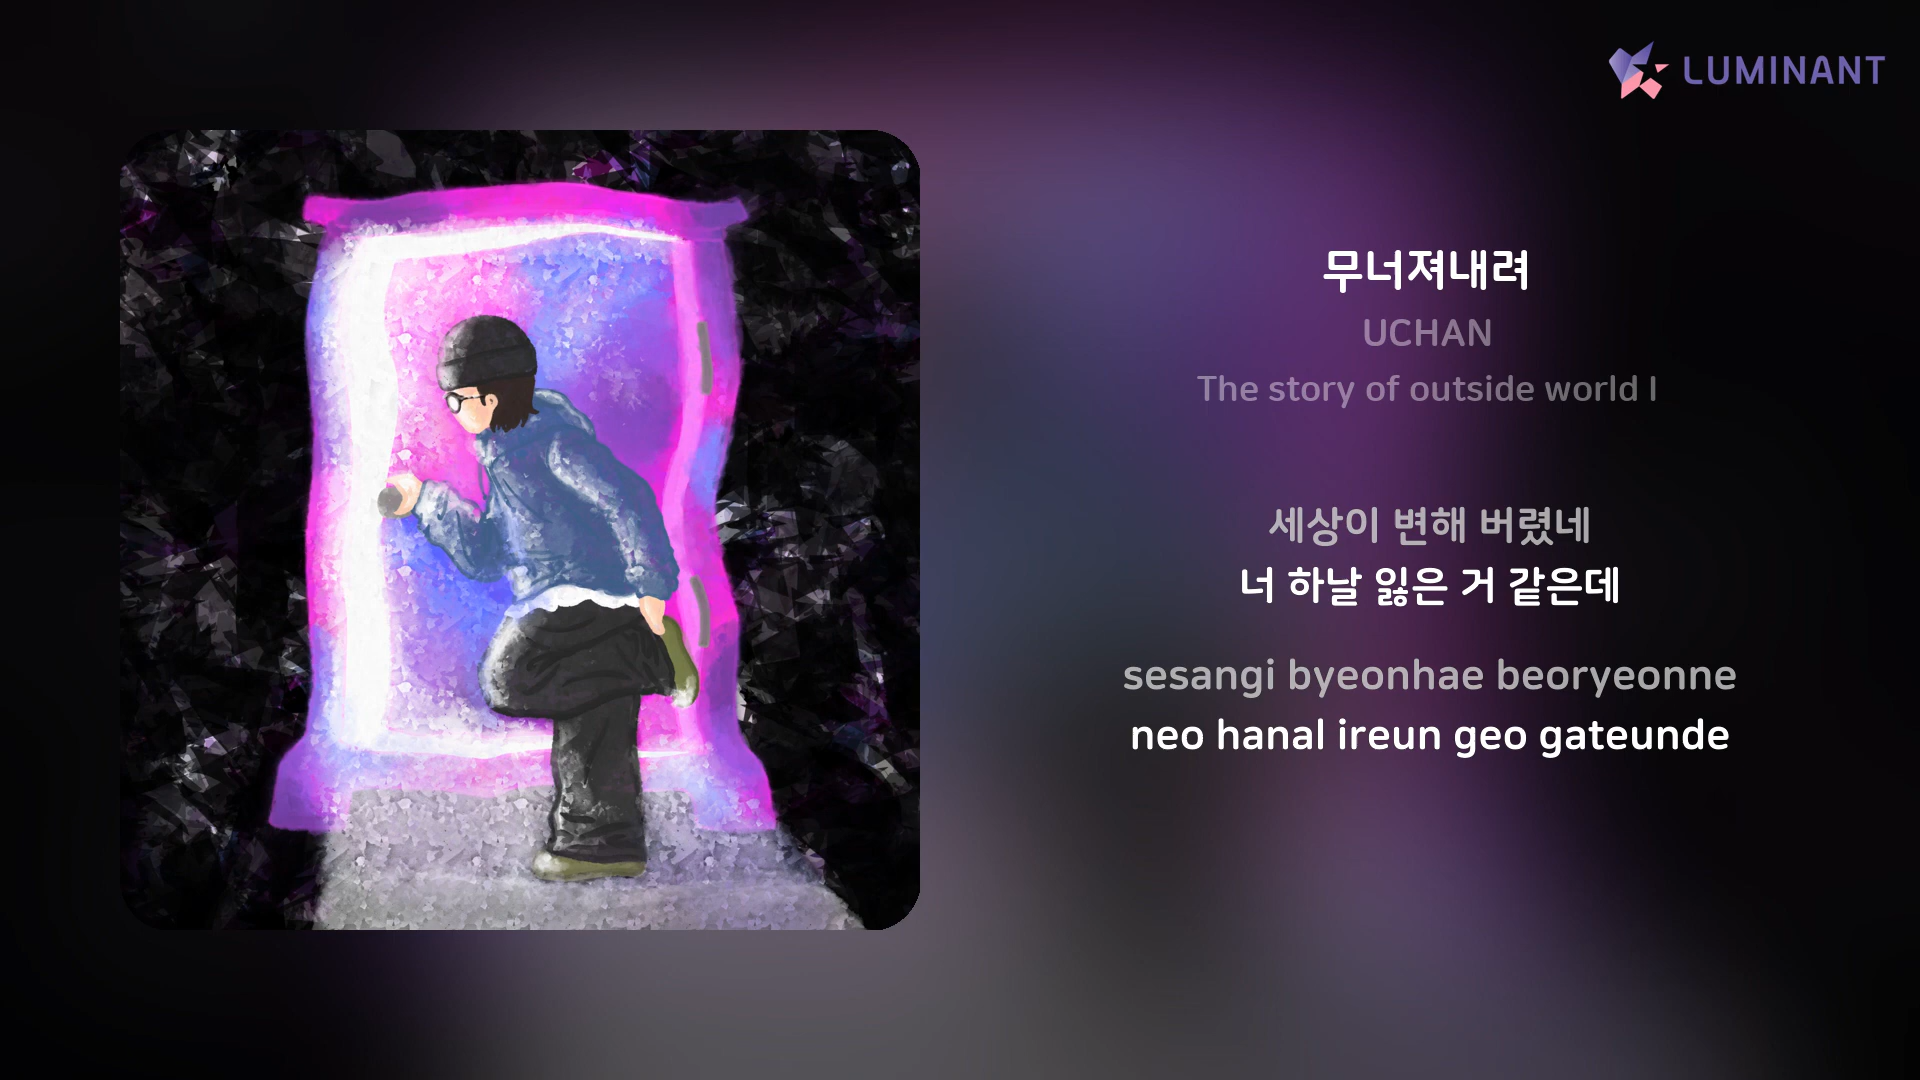 LUMINANT
무너져내려
UCHAN
The story of outside world I
세상이 변해 버렸네
너 하날 잃은 거 같은데
sesangi byeonhae beoryeonne
neo hanal ireun geo gateunde